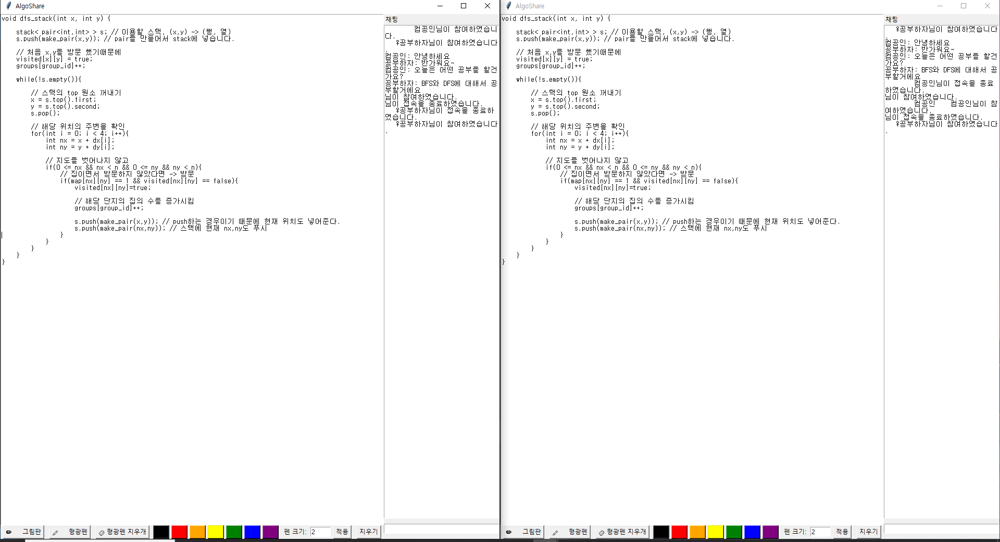 AlgoShare
void dfs_stack(int x, int y) {
stack< pair<int,int> > s; // 이용할 스택, (x,y) -> (행, 열)
s.push(make_pair(x,y)); // pair를 만들어서 stack에 넣습니다.
// 처음 x,y를 방문 했기때문에
visited[x][y] = true;
groups[group_id]++;
while(!s.empty()){
// 스택의 top 원소 꺼내기
x = s.top().first;
y = s.top().second;
s.pop();
// 해당 위치의 주변을 확인
for(int i = 0; i < 4; i++){
int nx = x + dx[i];
int ny = y + dy[i];
// 지도를 벗어나지 않고
if(0 <= nx && nx < n && 0 <= ny && ny < n){
// 집이면서 방문하지 않았다면 -> 방문
if(map[nx][ny] == 1 && visited[nx][ny] == false){
visited[nx][ny]=true;
// 해당 단지의 집의 수를 증가시킴
groups[group_id]++;
s.push(make_pair(x,y)); // push하는 경우이기 때문에 현재 위치도 넣어준다.
s.push(make_pair(nx,ny)); // 스택에 현재 nx,ny도 푸시
}
}
}
}
}
채팅
컴공인님이 참여하였습니
다.
♀공부하자님이 참여하였습니다
.
컴공인: 안녕하세요
공부하자: 반가워요~
컴공인: 오늘은 어떤 공부를 할건
가요?
공부하자: BFS와 DFS에 대해서 공
부할거에요
님이 참여하였습니다.
님이 접속을 종료하였습니다.
♀공부하자님이 접속을 종료하
였습니다.
♀공부하자님이 참여하였습니다
.
그림판 형광펜 형광펜 지우개 펜 크기: 2 적용 지우기
AlgoShare
void dfs_stack(int x, int y) {
stack< pair<int,int> > s; // 이용할 스택, (x,y) -> (행, 열)
s.push(make_pair(x,y)); // pair를 만들어서 stack에 넣습니다.
// 처음 x,y를 방문 했기때문에
visited[x][y] = true;
groups[group_id]++;
while(!s.empty()){
// 스택의 top 원소 꺼내기
x = s.top().first;
y = s.top().second;
s.pop();
// 해당 위치의 주변을 확인
for(int i = 0; i < 4; i++){
int nx = x + dx[i];
int ny = y + dy[i];
// 지도를 벗어나지 않고
if(0 <= nx && nx < n && 0 <= ny && ny < n){
// 집이면서 방문하지 않았다면 -> 방문
if(map[nx][ny] == 1 && visited[nx][ny] == false){
visited[nx][ny]=true;
// 해당 단지의 집의 수를 증가시킴
groups[group_id]++;
s.push(make_pair(x,y)); // push하는 경우이기 때문에 현재 위치도 넣어준다.
s.push(make_pair(nx,ny)); // 스택에 현재 nx,ny도 푸시
}
}
}
}
}
채팅
♀공부하자님이 참여하였습니다
.
컴공인: 안녕하세요
공부하자: 반가워요~
컴공인: 오늘은 어떤 공부를 할건
가요?
공부하자: BFS와 DFS에 대해서 공
부할거에요
컴공인님이 접속을 종료
하였습니다.
님이 참여하였습니다.
컴공인 컴공인님이 참
여하였습니다.
님이 접속을 종료하였습니다.
♀공부하자님이 참여하였습니다
.
그림판 형광펜 형광펜 지우개 펜 크기: 2 적용 지우기